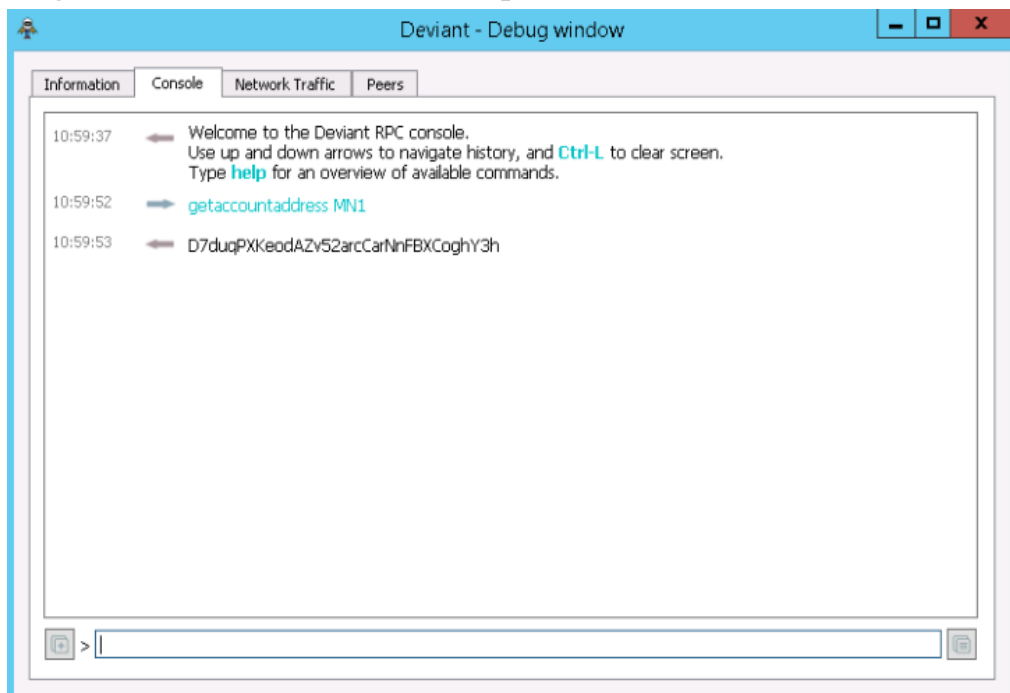 Deviant - Debug window
Information Console Network Traffic Peers
10:59:37 Welcome to the Deviant RPC console.
Use up and down arrows to navigate history, and Ctrl-L to clear screen.
Type help for an overview of available commands.
10:59:52 getaccountaddress MN1
10:59:53 D7duqPXKeodAZv52arcCarNnFBXCoghY3h
>